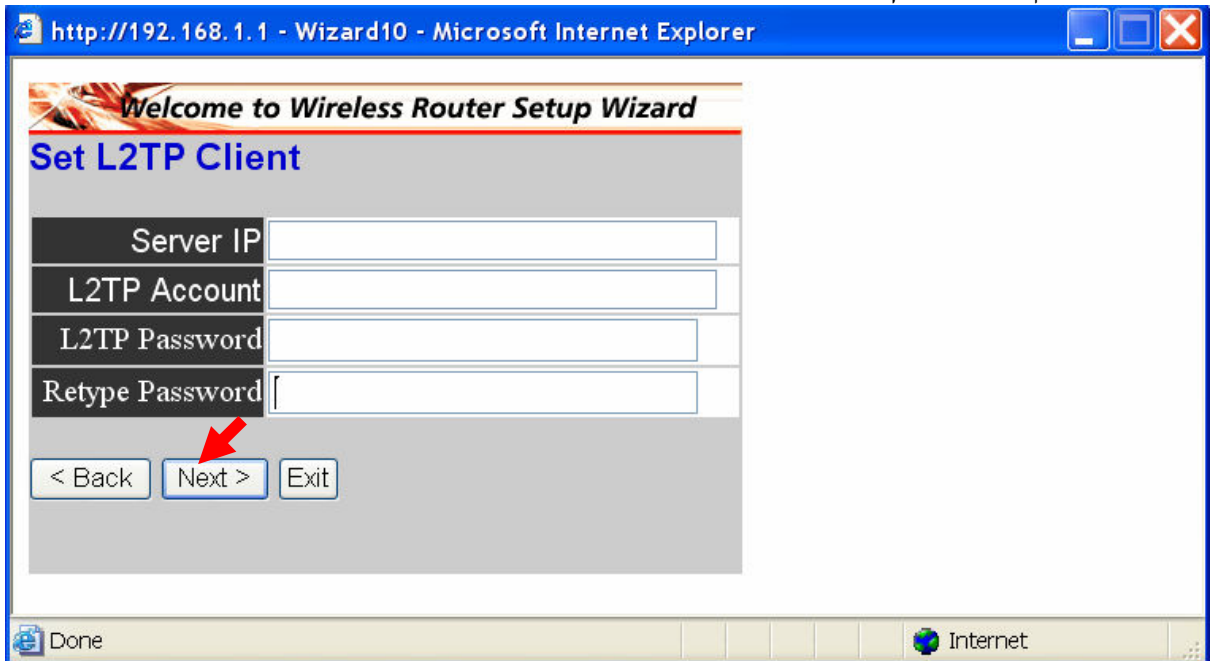 http://192.168.1.1 - Wizard10 - Microsoft Internet Explorer
Welcome to Wireless Router Setup Wizard
Set L2TP Client
Server IP
L2TP Account
L2TP Password
Retype Password
< Back Next > Exit
Done Internet